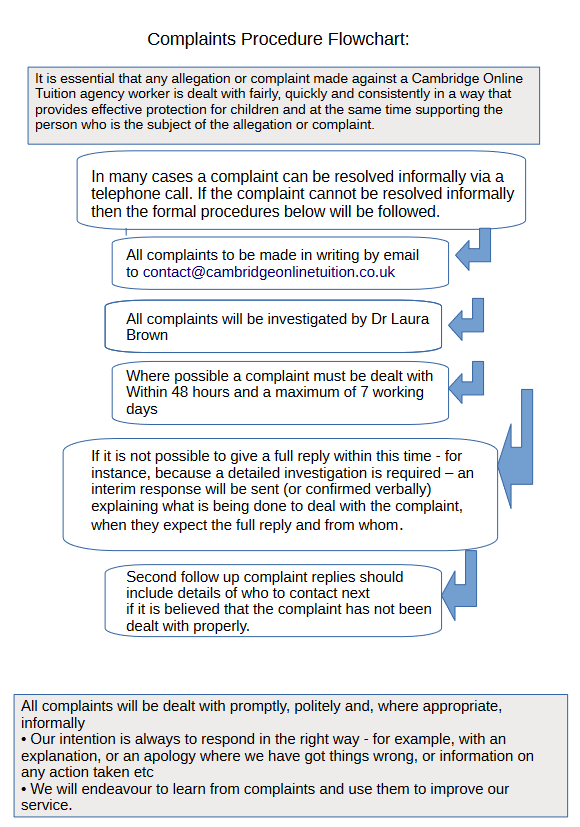 Complaints Procedure Flowchart:
It is essential that any allegation or complaint made against a Cambridge Online
Tuition agency worker is dealt with fairly, quickly and consistently in a way that
provides effective protection for children and at the same time supporting the
person who is the subject of the allegation or complaint.
In many cases a complaint can be resolved informally via a
telephone call. If the complaint cannot be resolved informally
then the formal procedures below will be followed.
All complaints to be made in writing by email
to contact@cambridgeonlinetuition.co.uk
All complaints will be investigated by Dr Laura
Brown
Where possible a complaint must be dealt with
Within 48 hours and a maximum of 7 working
days
If it is not possible to give a full reply within this time - for
instance, because a detailed investigation is required – an
interim response will be sent (or confirmed verbally)
explaining what is being done to deal with the complaint,
when they expect the full reply and from whom.
Second follow up complaint replies should
include details of who to contact next
if it is believed that the complaint has not been
dealt with properly.
All complaints will be dealt with promptly, politely and, where appropriate,
informally
• Our intention is always to respond in the right way - for example, with an
explanation, or an apology where we have got things wrong, or information on
any action taken etc
• We will endeavour to learn from complaints and use them to improve our
service.